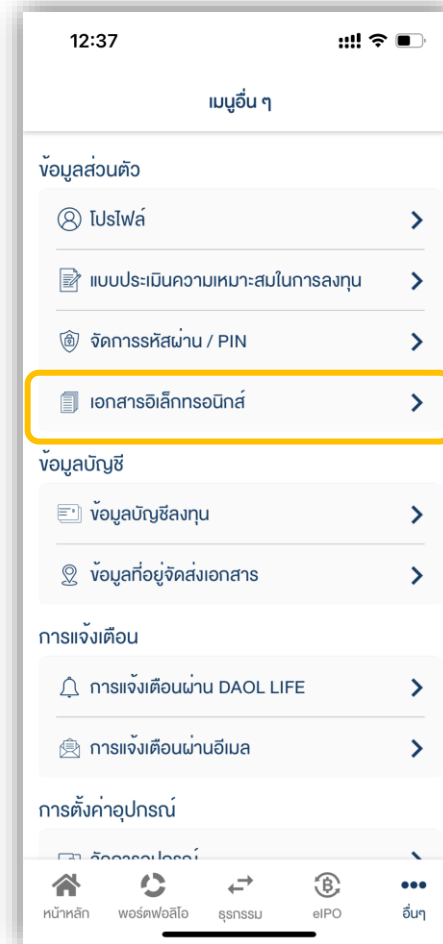 12:37
เมนูอื่น ๆ
ข้อมูลส่วนตัว
โปรไฟล์
แบบประเมินความเหมาะสมในการลงทุน
จัดการรหัสผ่าน / PIN
เอกสารอิเล็กทรอนิกส์
ข้อมูลบัญชี
ข้อมูลบัญชีลงทุน
ข้อมูลที่อยู่จัดส่งเอกสาร
การแจ้งเตือน
การแจ้งเตือนผ่าน DAOL LIFE
การแจ้งเตือนผ่านอีเมล
การตั้งค่าอุปกรณ์
จัดการอุปกรณ์
หน้าหลัก พอร์ตฟอลิโอ ธุรกรรม eIPO อื่นๆ